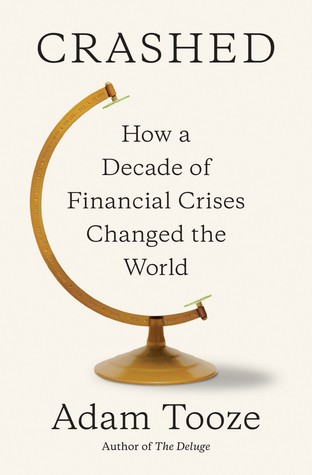 CRASHED
How a
Decade of
Financial Crises
Changed the
World
Adam Tooze
Author of The Deluge